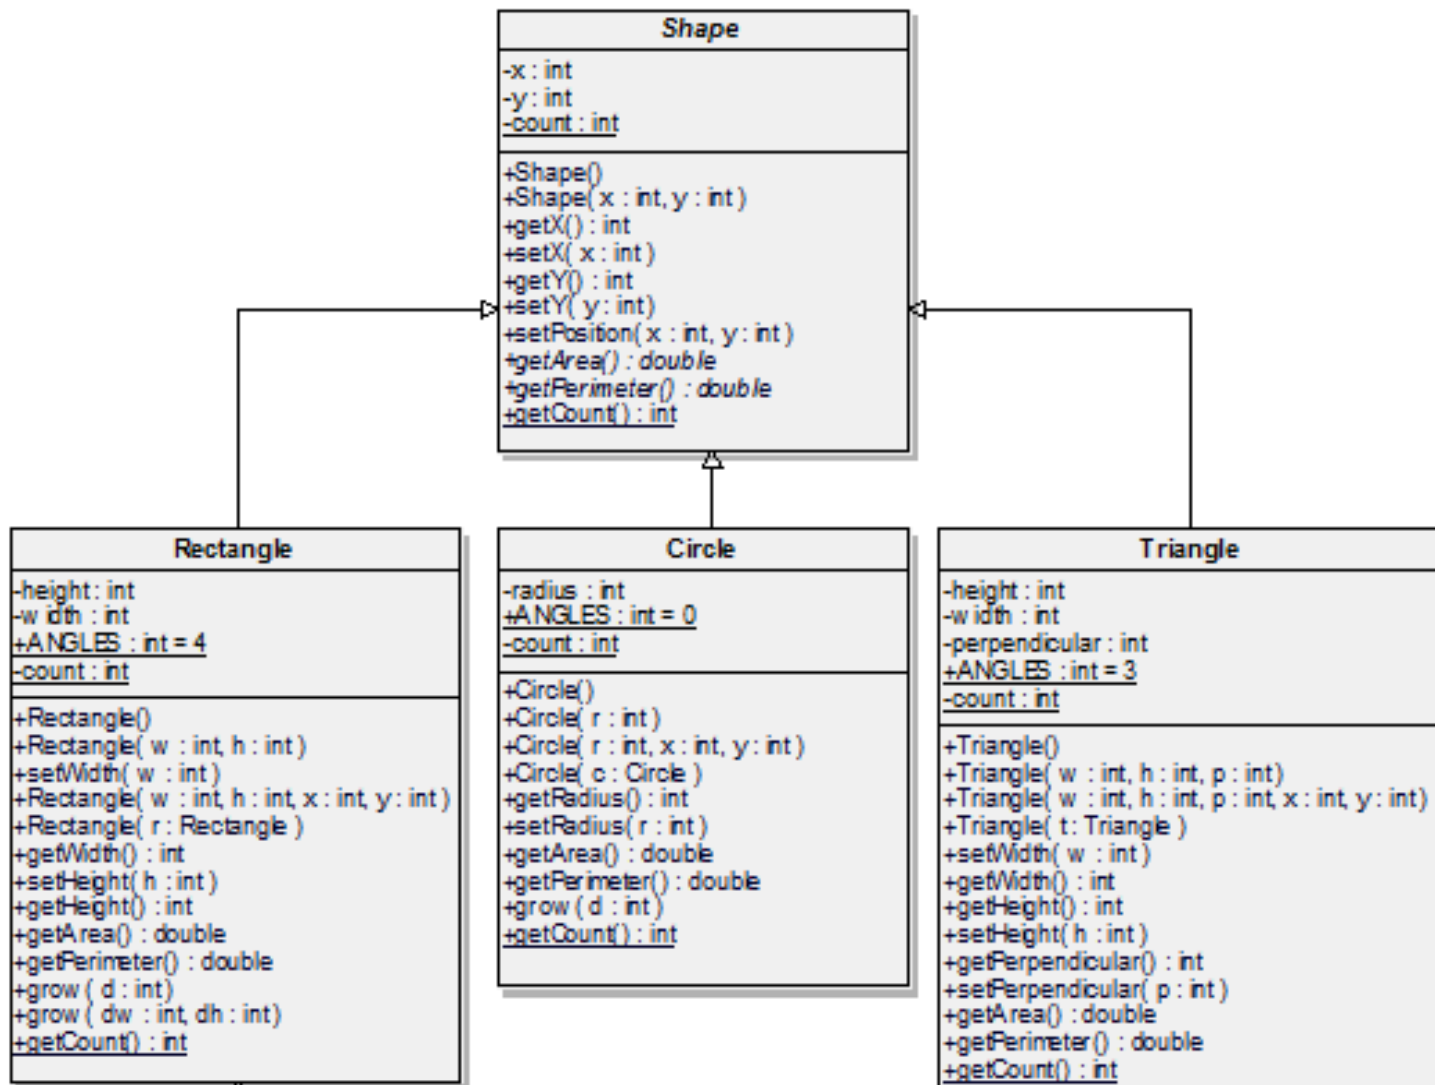 Shape
-x : int
-y : int
-count : int
+Shape()
+Shape( x : int, y : int )
+getX() : int
+setX( x : int )
+getY() : int
+setY( y : int)
+setPosition( x : int, y : int )
+getArea() : double
+getPerimeter() : double
+getCount() : int
Rectangle
-height : int
-width : int
+ANGLES : int = 4
-count : int
+Rectangle()
+Rectangle( w : int, h : int )
+setWidth( w : int )
+Rectangle( w : int, h : int, x : int, y : int )
+Rectangle( r : Rectangle )
+getWidth() : int
+setHeight( h : int )
+getHeight() : int
+getArea() : double
+getPerimeter() : double
+grow ( d : int)
+grow ( dw : int, dh : int)
+getCount() : int
Circle
-radius : int
+ANGLES : int = 0
-count : int
+Circle()
+Circle( r : int )
+Circle( r : int, x : int, y : int )
+Circle( c : Circle )
+getRadius() : int
+setRadius( r : int )
+getArea() : double
+getPerimeter() : double
+grow ( d : int )
+getCount() : int
Triangle
-height : int
-width : int
-perpendicular : int
+ANGLES : int = 3
-count : int
+Triangle()
+Triangle( w : int, h : int, p : int)
+Triangle( w : int, h : int, p : int, x : int, y : int)
+Triangle( t : Triangle )
+setWidth( w : int )
+getWidth() : int
+getHeight() : int
+setHeight( h : int )
+getPerpendicular() : int
+setPerpendicular( p : int )
+getArea() : double
+getPerimeter() : double
+getCount() : int